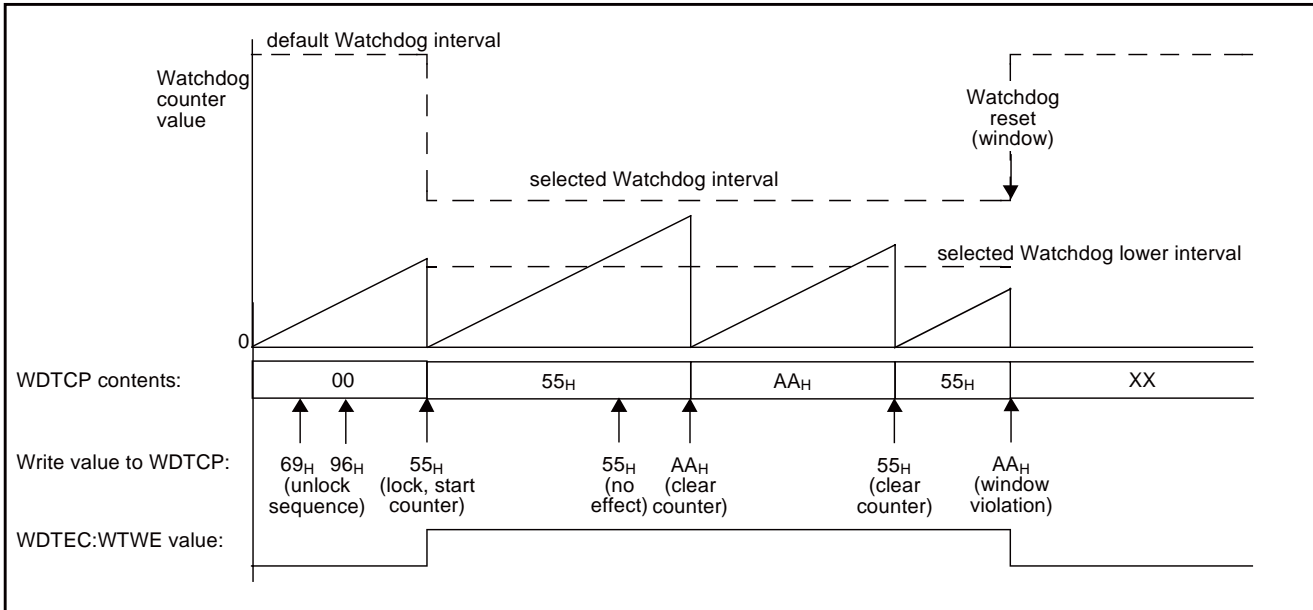 default Watchdog interval
Watchdog
counter
value
Watchdog
reset
(window)
selected Watchdog interval
selected Watchdog lower interval
0
WDTCP contents: 00 55H AAH 55H XX
Write value to WDTCP: 69H 96H 55H 55H AAH 55H AAH
(unlock (lock, start (no (clear (clear (window
sequence) counter) effect) counter) counter) violation)
WDTEC:WTWE value: